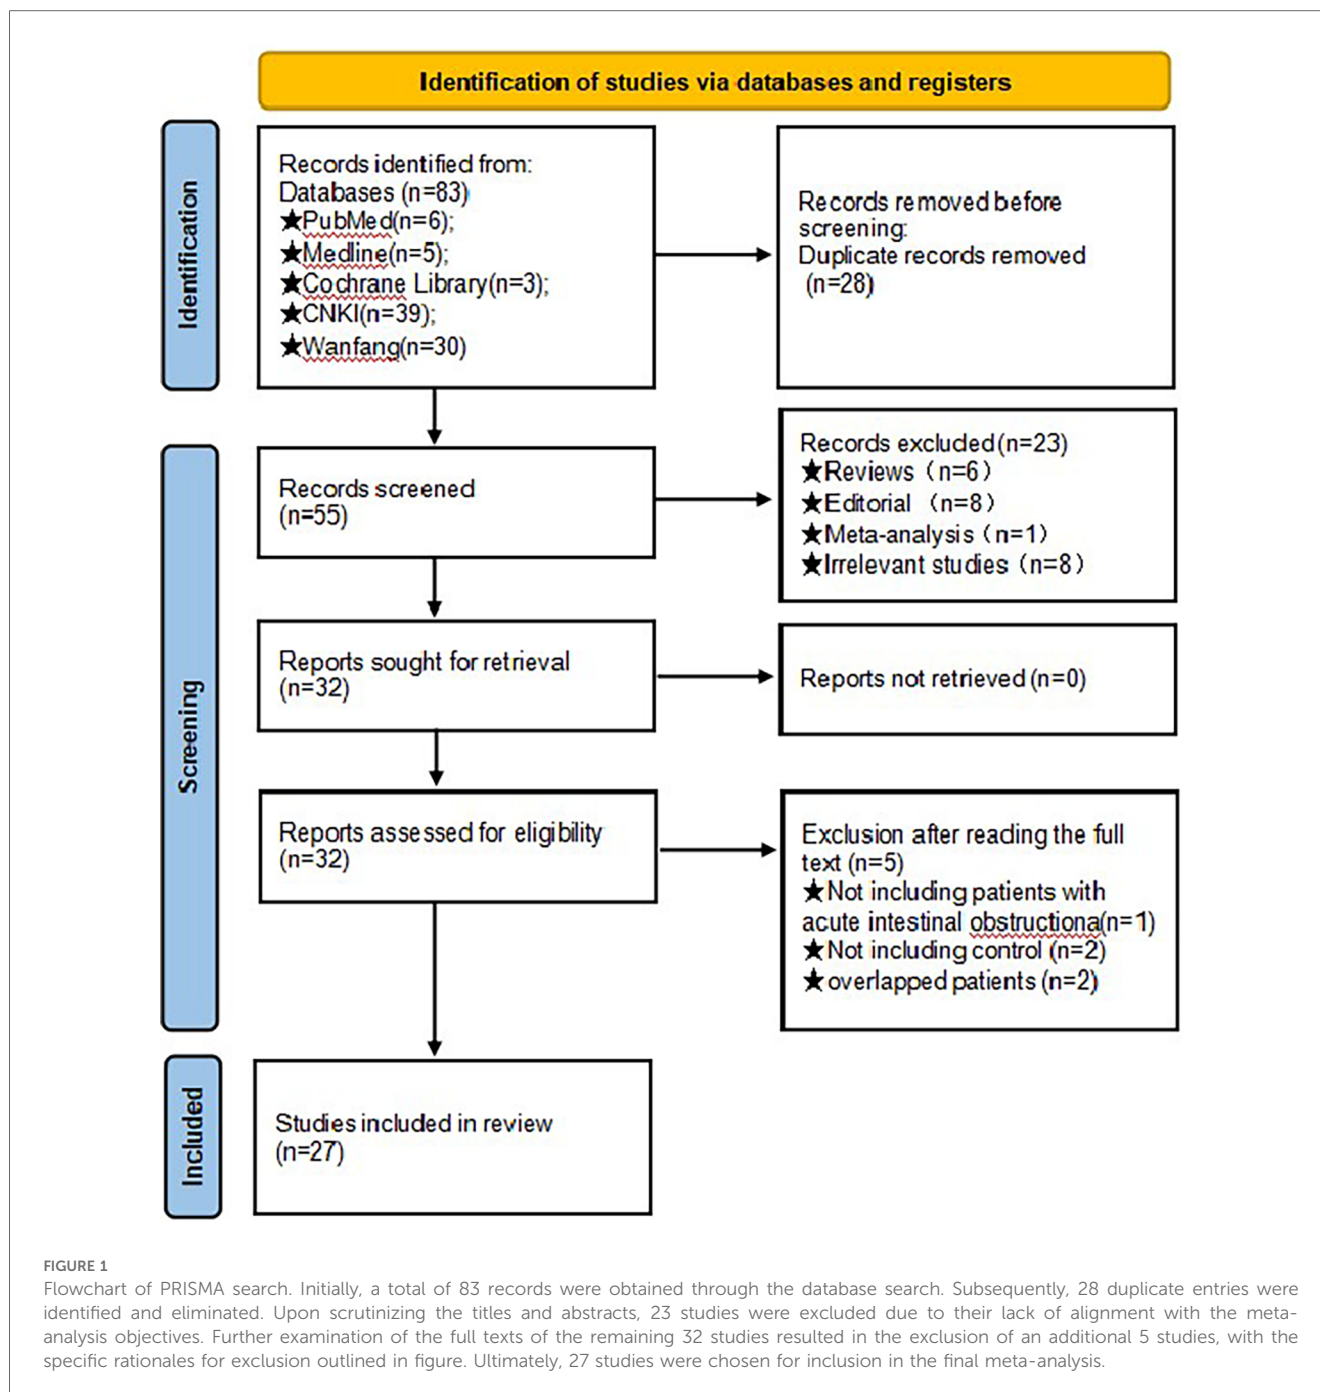 Identification of studies via databases and registers
Identification
Records identified from:
Databases (n=83)
★PubMed(n=6);
★Medline(n=5);
★Cochrane Library(n=3);
★CNKI(n=39);
★Wanfang(n=30)
Records removed before
screening:
Duplicate records removed
(n=28)
Screening
Records screened
(n=55)
Records excluded(n=23)
★Reviews（n=6）
★Editorial （n=8）
★Meta-analysis（n=1）
★Irrelevant studies（n=8）
Reports sought for retrieval
(n=32)
Reports not retrieved (n=0)
Reports assessed for eligibility
(n=32)
Exclusion after reading the full
text (n=5)
★Not including patients with
acute intestinal obstructiona(n=1)
★Not including control (n=2)
★overlapped patients (n=2)
Included
Studies included in review
(n=27)
FIGURE 1
Flowchart of PRISMA search. Initially, a total of 83 records were obtained through the database search. Subsequently, 28 duplicate entries were
identified and eliminated. Upon scrutinizing the titles and abstracts, 23 studies were excluded due to their lack of alignment with the meta-
analysis objectives. Further examination of the full texts of the remaining 32 studies resulted in the exclusion of an additional 5 studies, with the
specific rationales for exclusion outlined in figure. Ultimately, 27 studies were chosen for inclusion in the final meta-analysis.